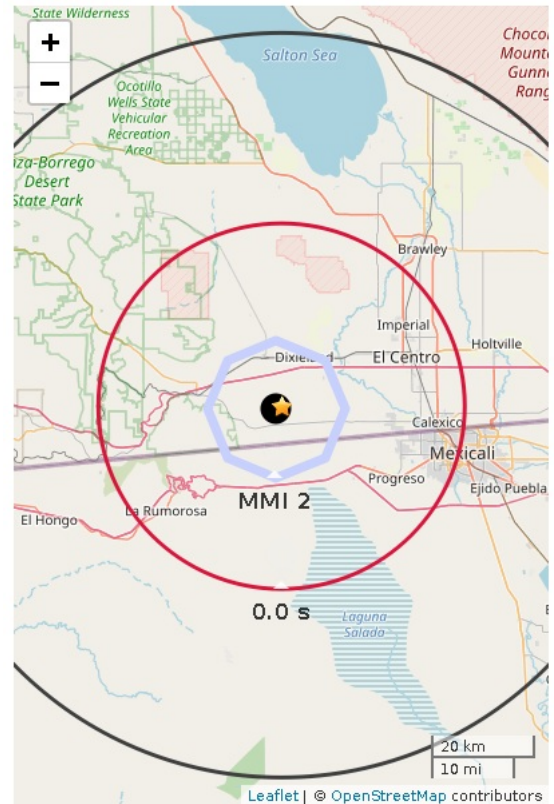 State Wilderness
+
−
Salton Sea
Chocol
Mounta
Gunne
Rang
Ocotillo
Wells State
Vehicular
Recreation
Area
nza-Borrego
Desert
State Park
Brawley
Imperial
Holtville
Dixieland
El Centro
Calexico
Mexicali
MMI 2
Progreso
Ejido Puebla
La Rumorosa
El Hongo
0.0 s
Laguna
Salada
20 km
10 mi
Leaflet | © OpenStreetMap contributors